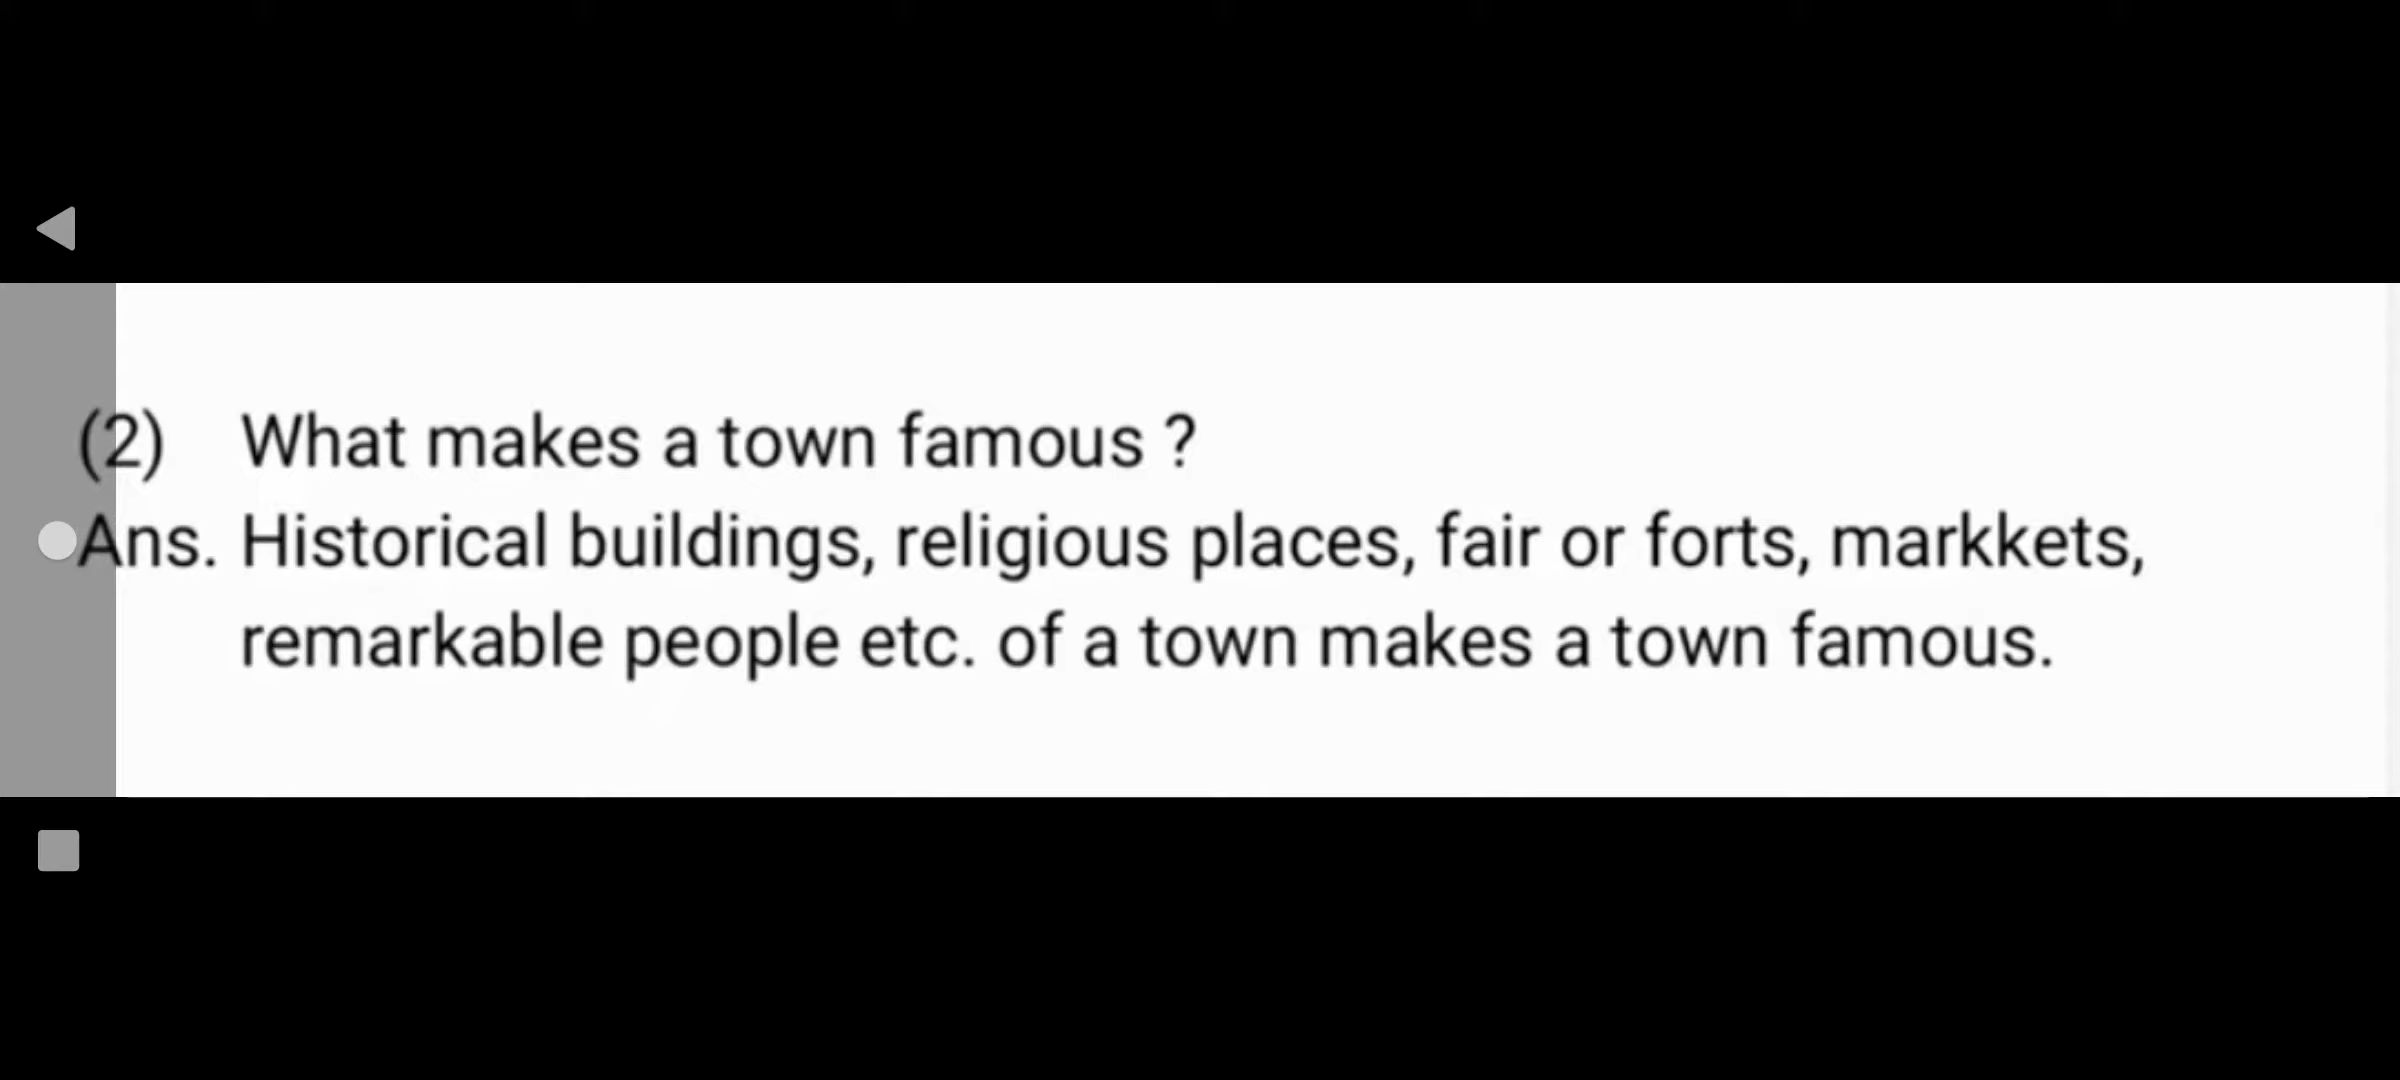 (2) What makes a town famous ?
Ans. Historical buildings, religious places, fair or forts, markkets,
remarkable people etc. of a town makes a town famous.